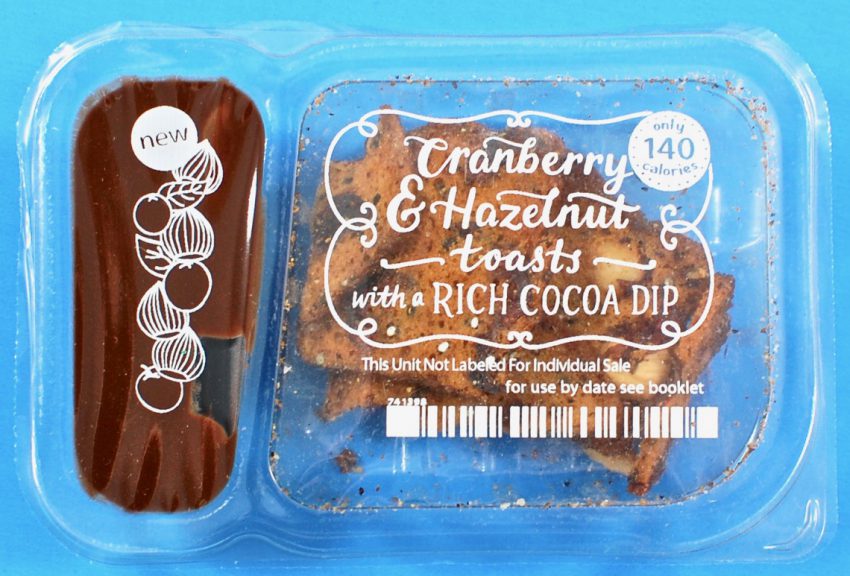 new
only
140
calories
Cranberry
& Hazelnut
toasts
with a RICH COCOA DIP
This Unit Not Labeled For Individual Sale
for use by date see booklet
741398